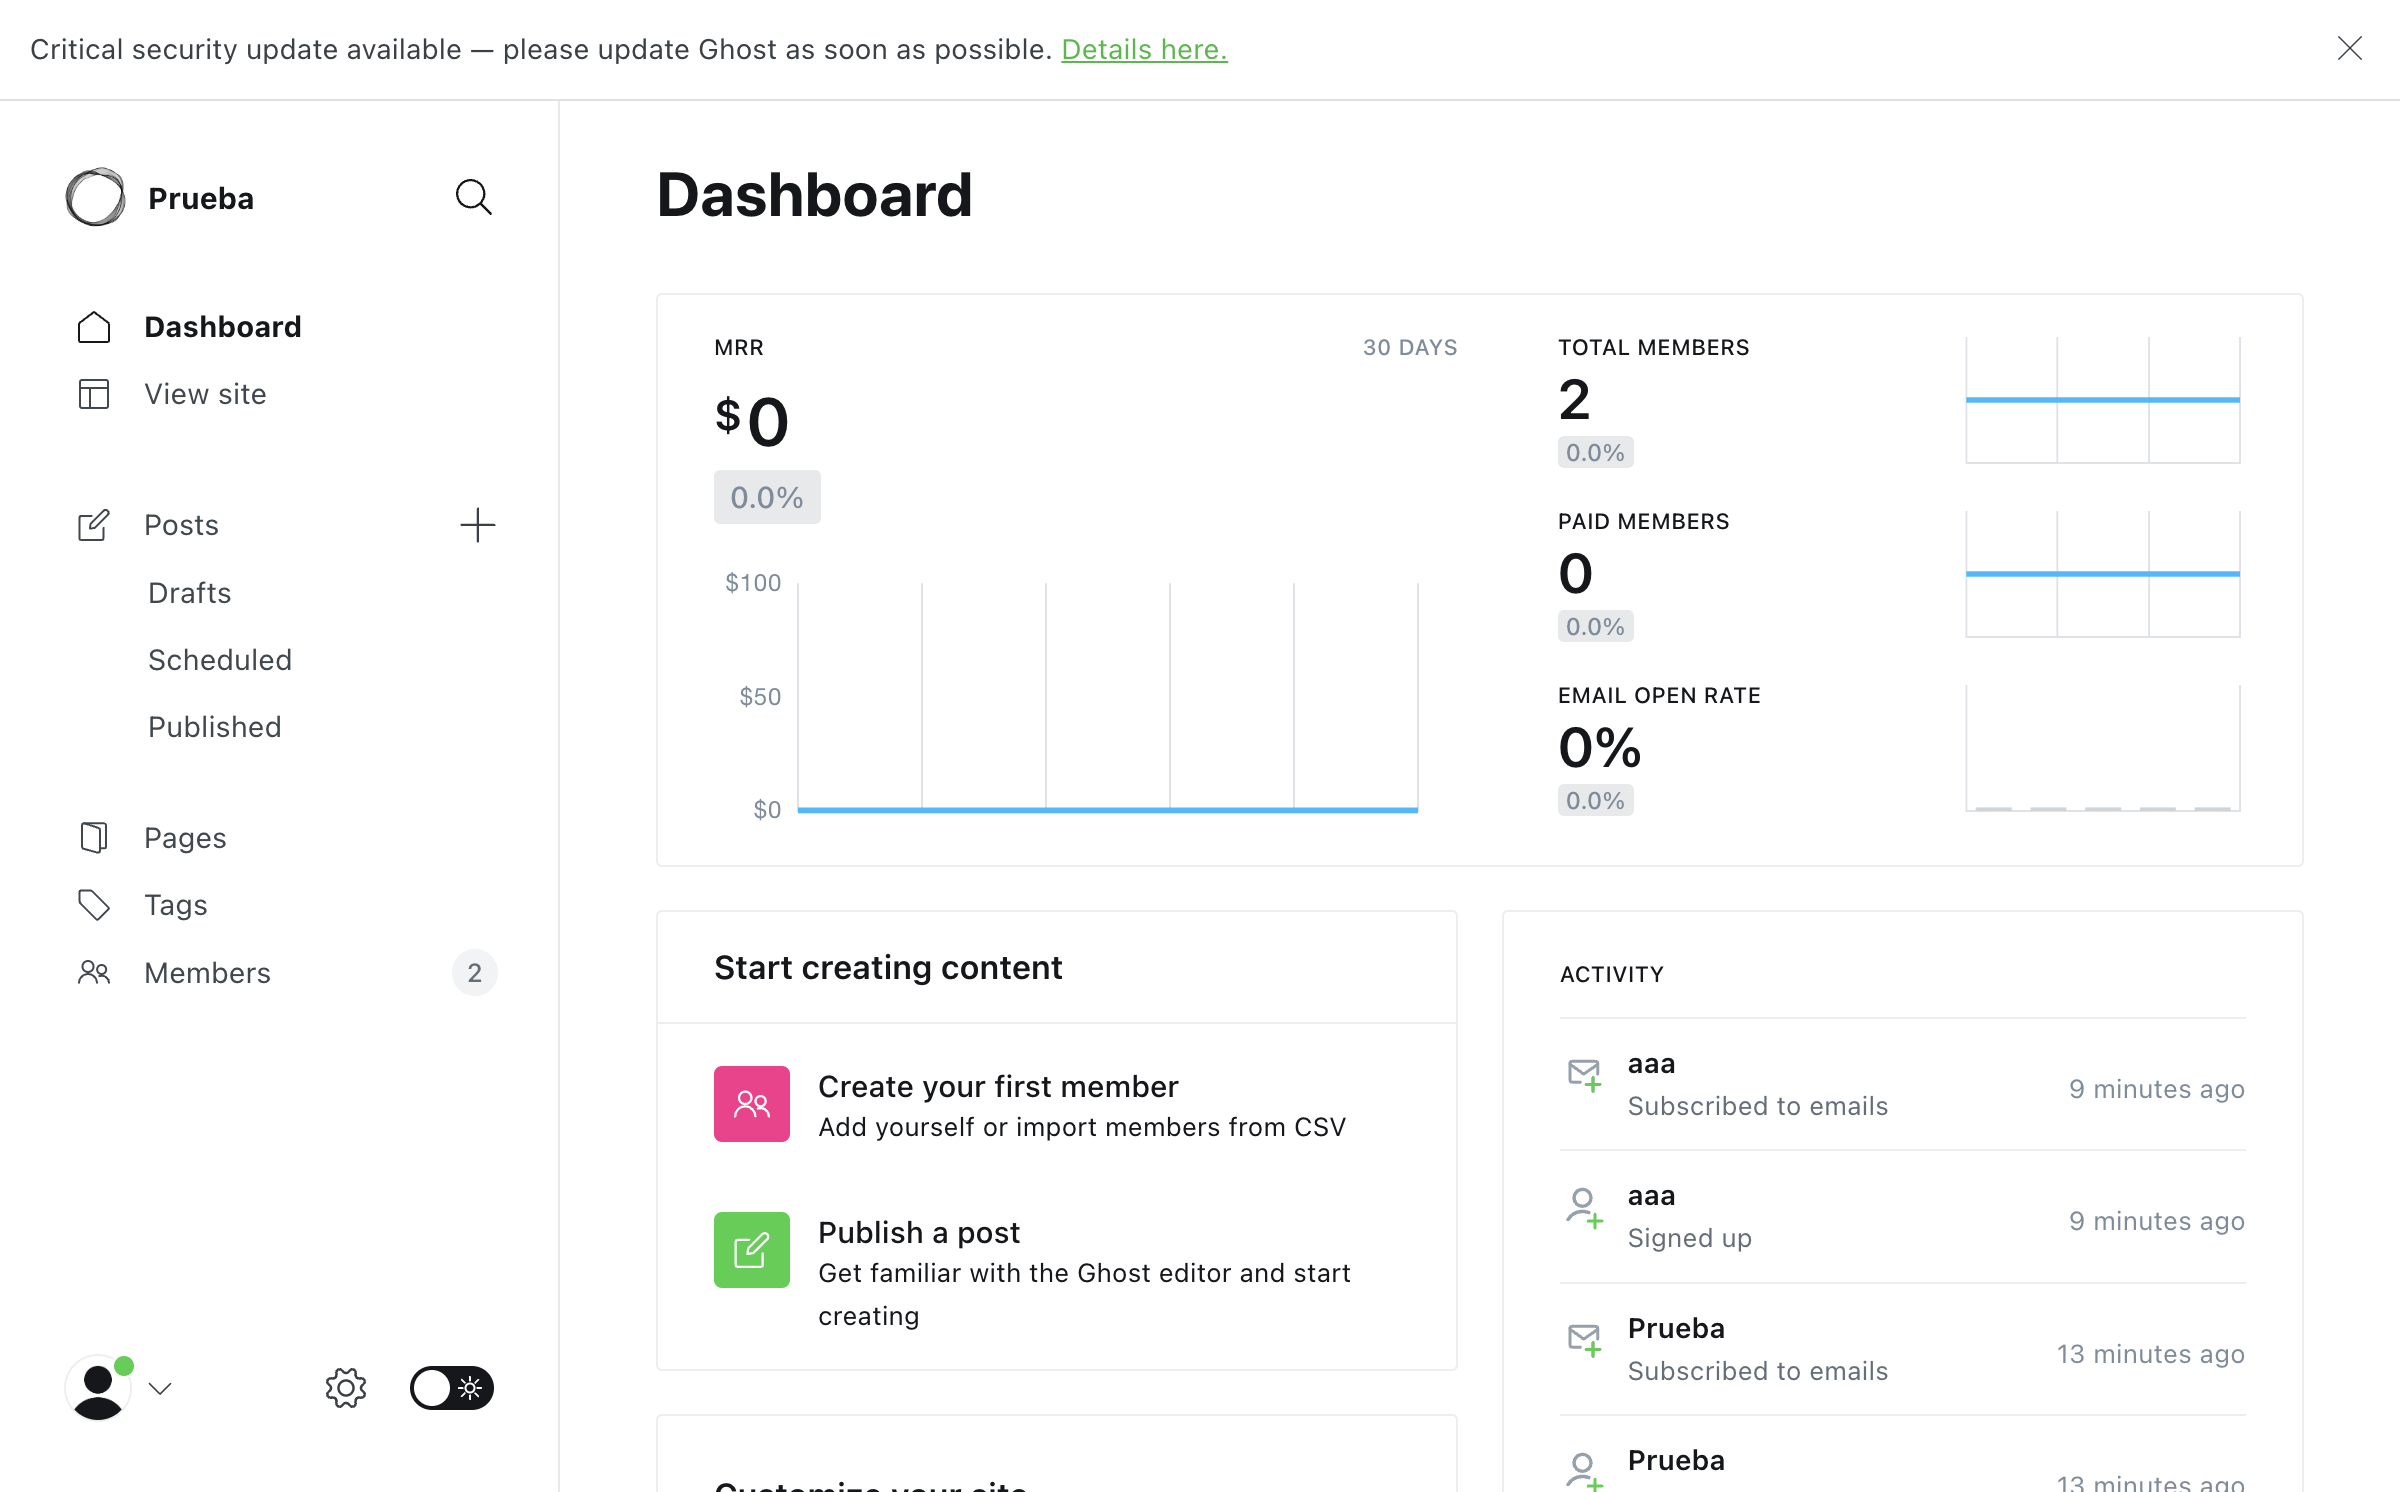 Critical security update available — please update Ghost as soon as possible. Details here.
Prueba
Dashboard
View site
Posts
Drafts
Scheduled
Published
Pages
Tags
Members
2
Dashboard
MRR
30 DAYS
$0
0.0%
$100
$50
$0
TOTAL MEMBERS
2
0.0%
PAID MEMBERS
0
0.0%
EMAIL OPEN RATE
0%
0.0%
Start creating content
Create your first member
Add yourself or import members from CSV
Publish a post
Get familiar with the Ghost editor and start
creating
Customize your site
ACTIVITY
aaa
Subscribed to emails
9 minutes ago
aaa
Signed up
9 minutes ago
Prueba
Subscribed to emails
13 minutes ago
Prueba
13 minutes ago